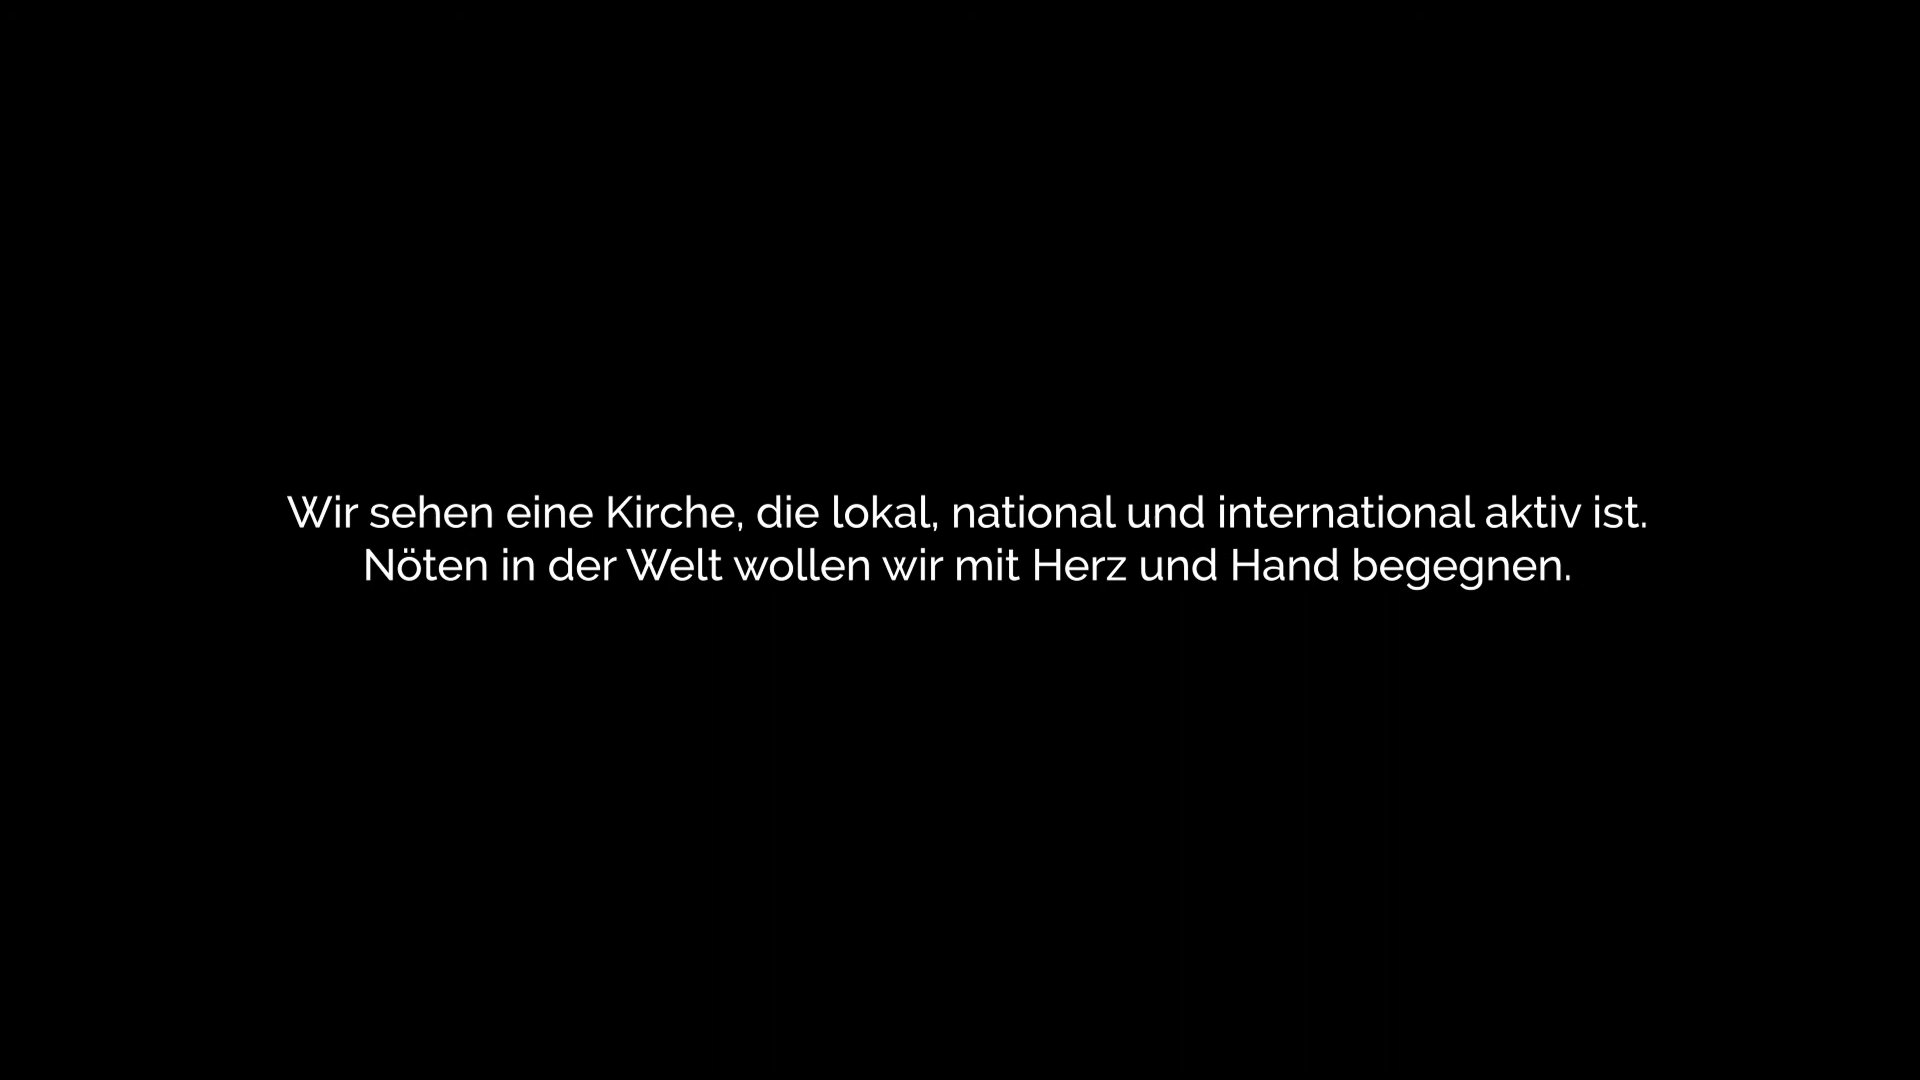 Wir sehen eine Kirche, die lokal, national und international aktiv ist.
Nöten in der Welt wollen wir mit Herz und Hand begegnen.